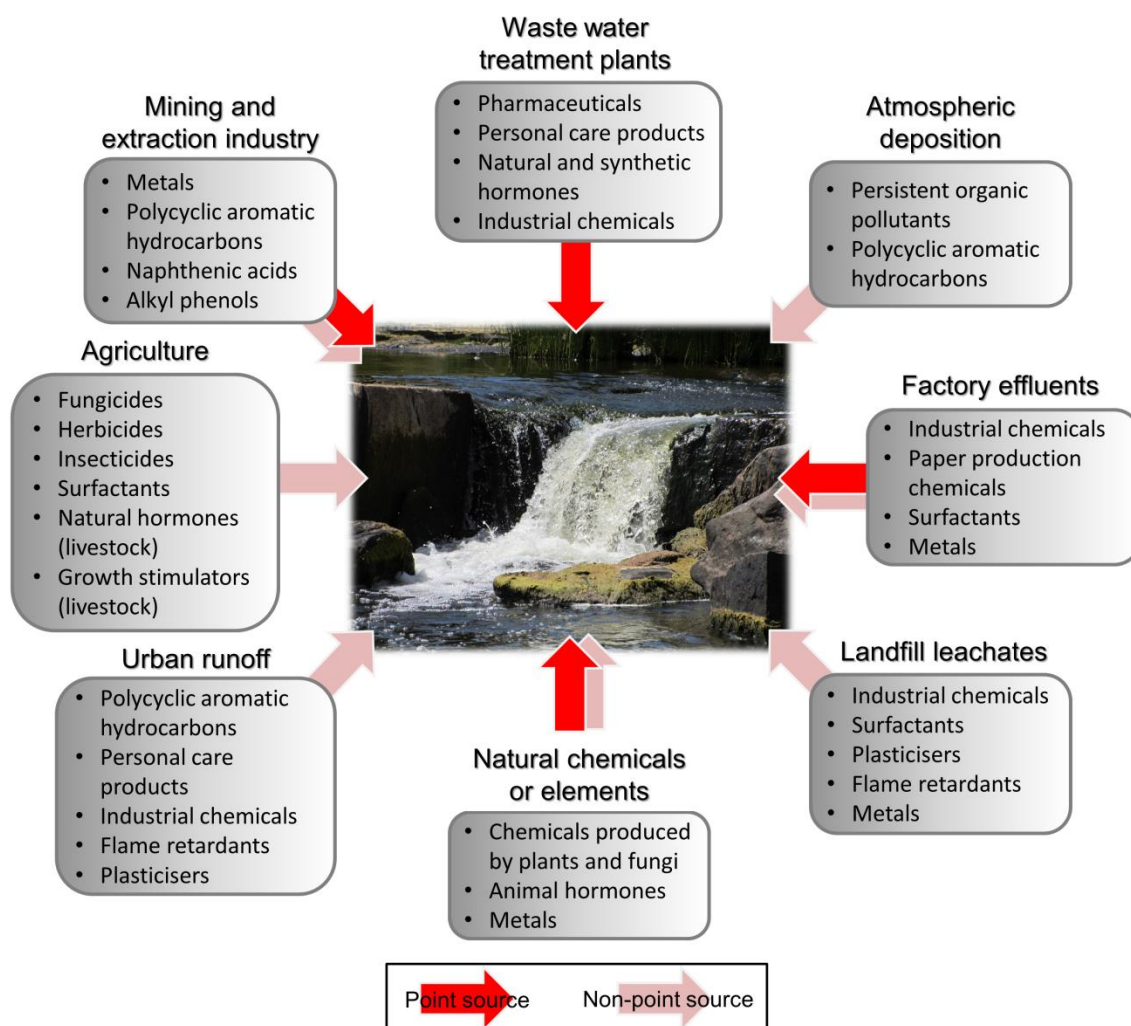 Waste water
treatment plants
• Pharmaceuticals
• Personal care products
• Natural and synthetic
hormones
• Industrial chemicals
Mining and
extraction industry
• Metals
• Polycyclic aromatic
hydrocarbons
• Naphthenic acids
• Alkyl phenols
Atmospheric
deposition
• Persistent organic
pollutants
• Polycyclic aromatic
hydrocarbons
Agriculture
• Fungicides
• Herbicides
• Insecticides
• Surfactants
• Natural hormones
(livestock)
• Growth stimulators
(livestock)
Factory effluents
• Industrial chemicals
• Paper production
chemicals
• Surfactants
• Metals
Urban runoff
• Polycyclic aromatic
hydrocarbons
• Personal care
products
• Industrial chemicals
• Flame retardants
• Plasticisers
Natural chemicals
or elements
• Chemicals produced
by plants and fungi
• Animal hormones
• Metals
Landfill leachates
• Industrial chemicals
• Surfactants
• Plasticisers
• Flame retardants
• Metals
Point source
Non-point source